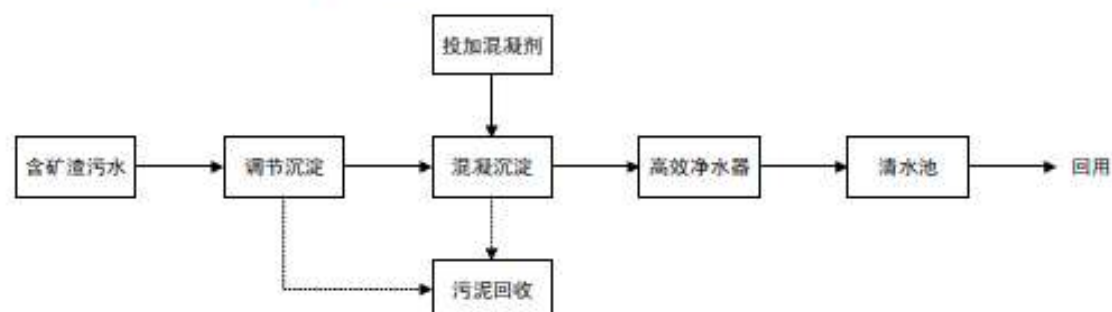 投加混凝剂
含矿渣污水
调节沉淀
混凝沉淀
高效净水器
清水池
回用
污泥回收